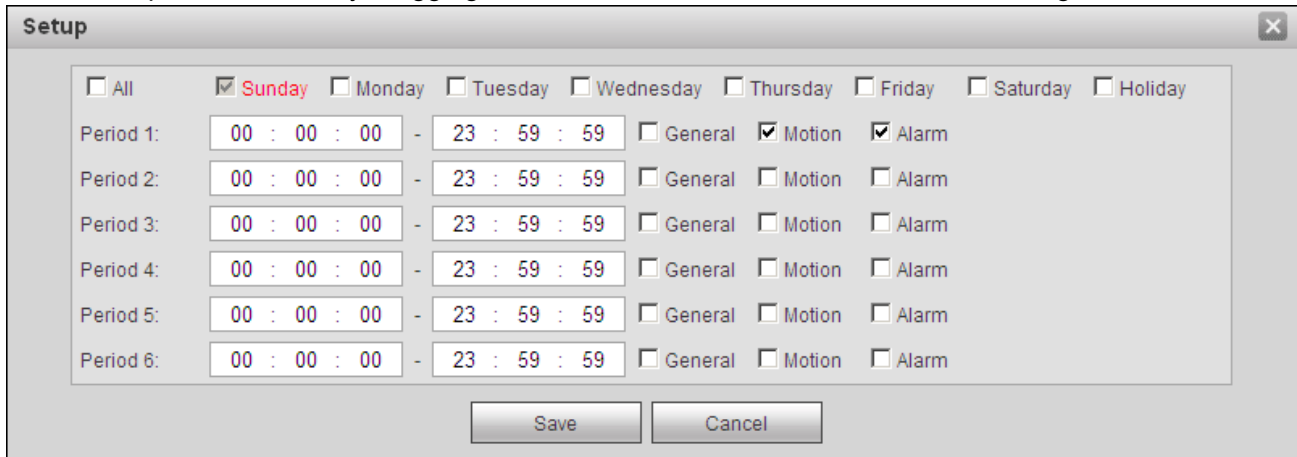 Setup
All Sunday Monday Tuesday Wednesday Thursday Friday Saturday Holiday
Period 1: 00 : 00 : 00 - 23 : 59 : 59 General Motion Alarm
Period 2: 00 : 00 : 00 - 23 : 59 : 59 General Motion Alarm
Period 3: 00 : 00 : 00 - 23 : 59 : 59 General Motion Alarm
Period 4: 00 : 00 : 00 - 23 : 59 : 59 General Motion Alarm
Period 5: 00 : 00 : 00 - 23 : 59 : 59 General Motion Alarm
Period 6: 00 : 00 : 00 - 23 : 59 : 59 General Motion Alarm
Save Cancel